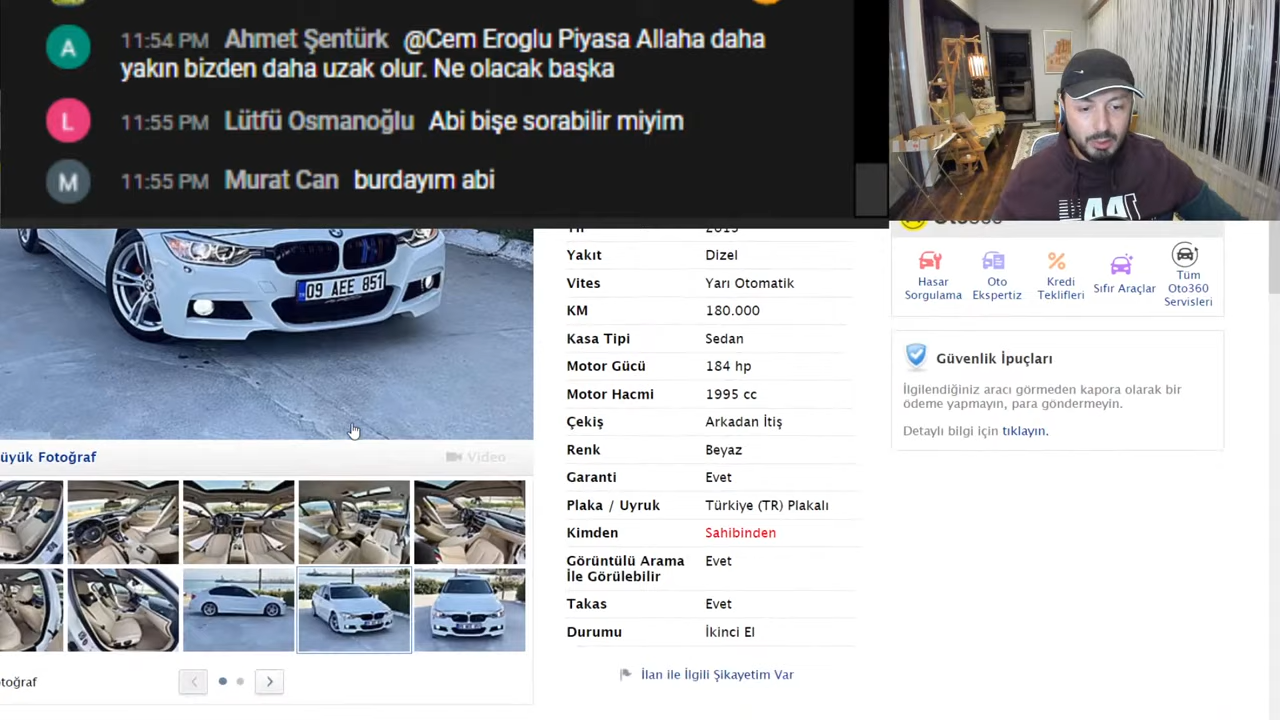 11:54 PM Ahmet Şentürk @Cem Eroglu Piyasa Allaha daha
yakın bizden daha uzak olur. Ne olacak başka
11:55 PM Lütfü Osmanoğlu Abi bişe sorabilir miyim
11:55 PM Murat Can burdayım abi
A
L
M
09 AEE 851
Yakıt Dizel
Vites Yarı Otomatik
KM 180.000
Kasa Tipi Sedan
Motor Gücü 184 hp
Motor Hacmi 1995 cc
Çekiş Arkadan İtiş
Renk Beyaz
Garanti Evet
Plaka / Uyruk Türkiye (TR) Plakalı
Kimden Sahibinden
Görüntülü Arama
İle Görülebilir Evet
Takas Evet
Durumu İkinci El
İlan ile İlgili Şikayetim Var
üyük Fotoğraf
Video
toğraf
Hasar
Sorgulama
Oto
Ekspertiz
Kredi
Teklifleri
Sıfır Araçlar
Tüm
Oto360
Servisleri
Güvenlik İpuçları
İlgilendiğiniz aracı görmeden kapora olarak bir
ödeme yapmayın, para göndermeyin.
Detaylı bilgi için tıklayın.